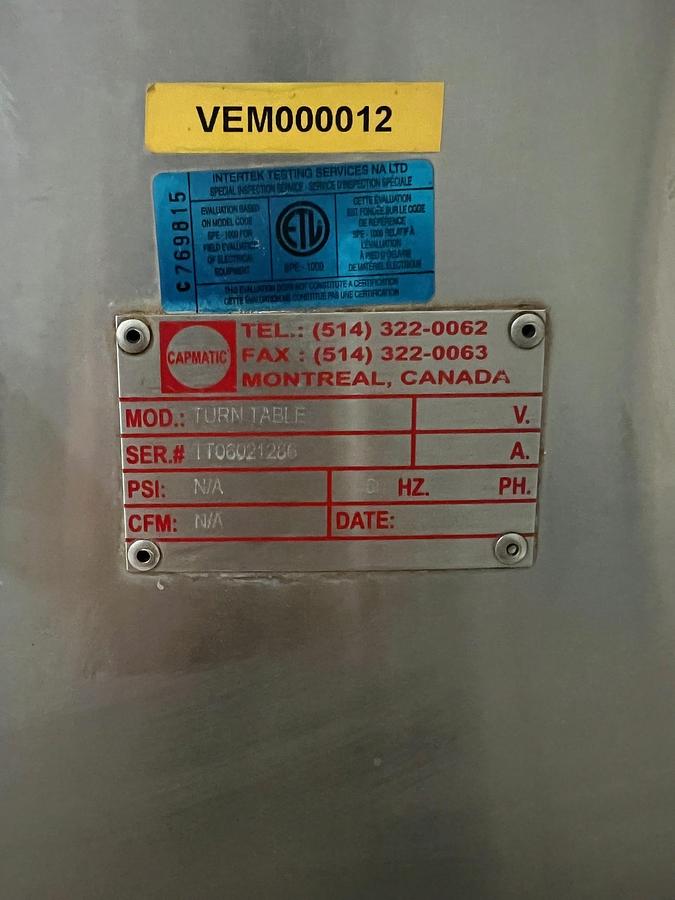 VEM000012
INTERTEK TESTING SERVICES NA LTD
SPECIAL INSPECTION SERVICE - SERVICE D'INSPECTION SPÉCIALE
C 769815
EVALUATION BASED
ON MODEL CODE
SPE - 1000 FOR
FIELD EVALUATION
OF ELECTRICAL
EQUIPMENT
ETL
SPE - 1000
CETTE ÉVALUATION
EST FONDÉE SUR LE CODE
DE RÉFÉRENCE
SPE - 1000 RELATIF À
L'ÉVALUATION
À PIED D'OEUVRE
DE MATÉRIEL ÉLECTRIQUE
THIS EVALUATION DOES NOT CONSTITUTE A CERTIFICATION
CETTE ÉVALUATION NE CONSTITUE PAS UNE CERTIFICATION
CAPMATIC
TEL.: (514) 322-0062
FAX : (514) 322-0063
MONTREAL, CANADA
MOD.: TURN TABLE V.
SER.# A.
PSI: N/A HZ. PH.
CFM: N/A DATE: